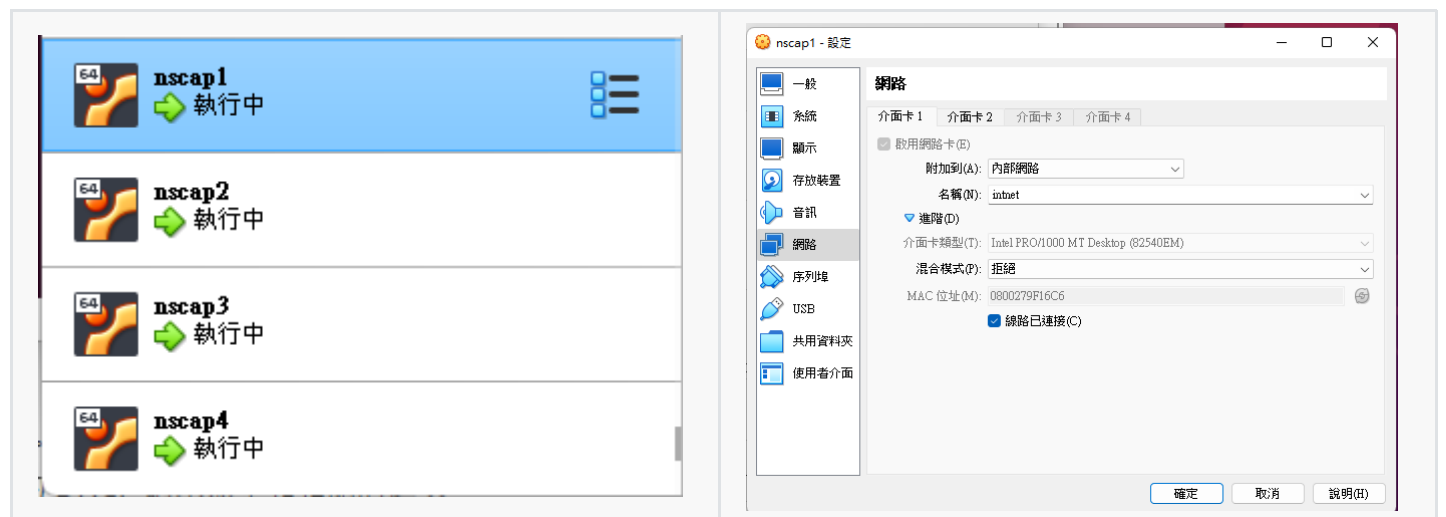 64
nscap1
執行中
64
nscap2
執行中
64
nscap3
執行中
64
nscap4
執行中
nscap1 - 設定
一般
系統
顯示
存放裝置
音訊
網路
序列埠
USB
共用資料夾
使用者介面
網路
介面卡 1 介面卡 2 介面卡 3 介面卡 4
啟用網路卡(E)
附加到(A): 內部網路
名稱(N): intnet
進階(D)
介面卡類型(T): Intel PRO/1000 MT Desktop (82540EM)
混合模式(P): 拒絕
MAC 位址(M): 0800279F16C6
線路已連接(C)
確定 取消 說明(H)